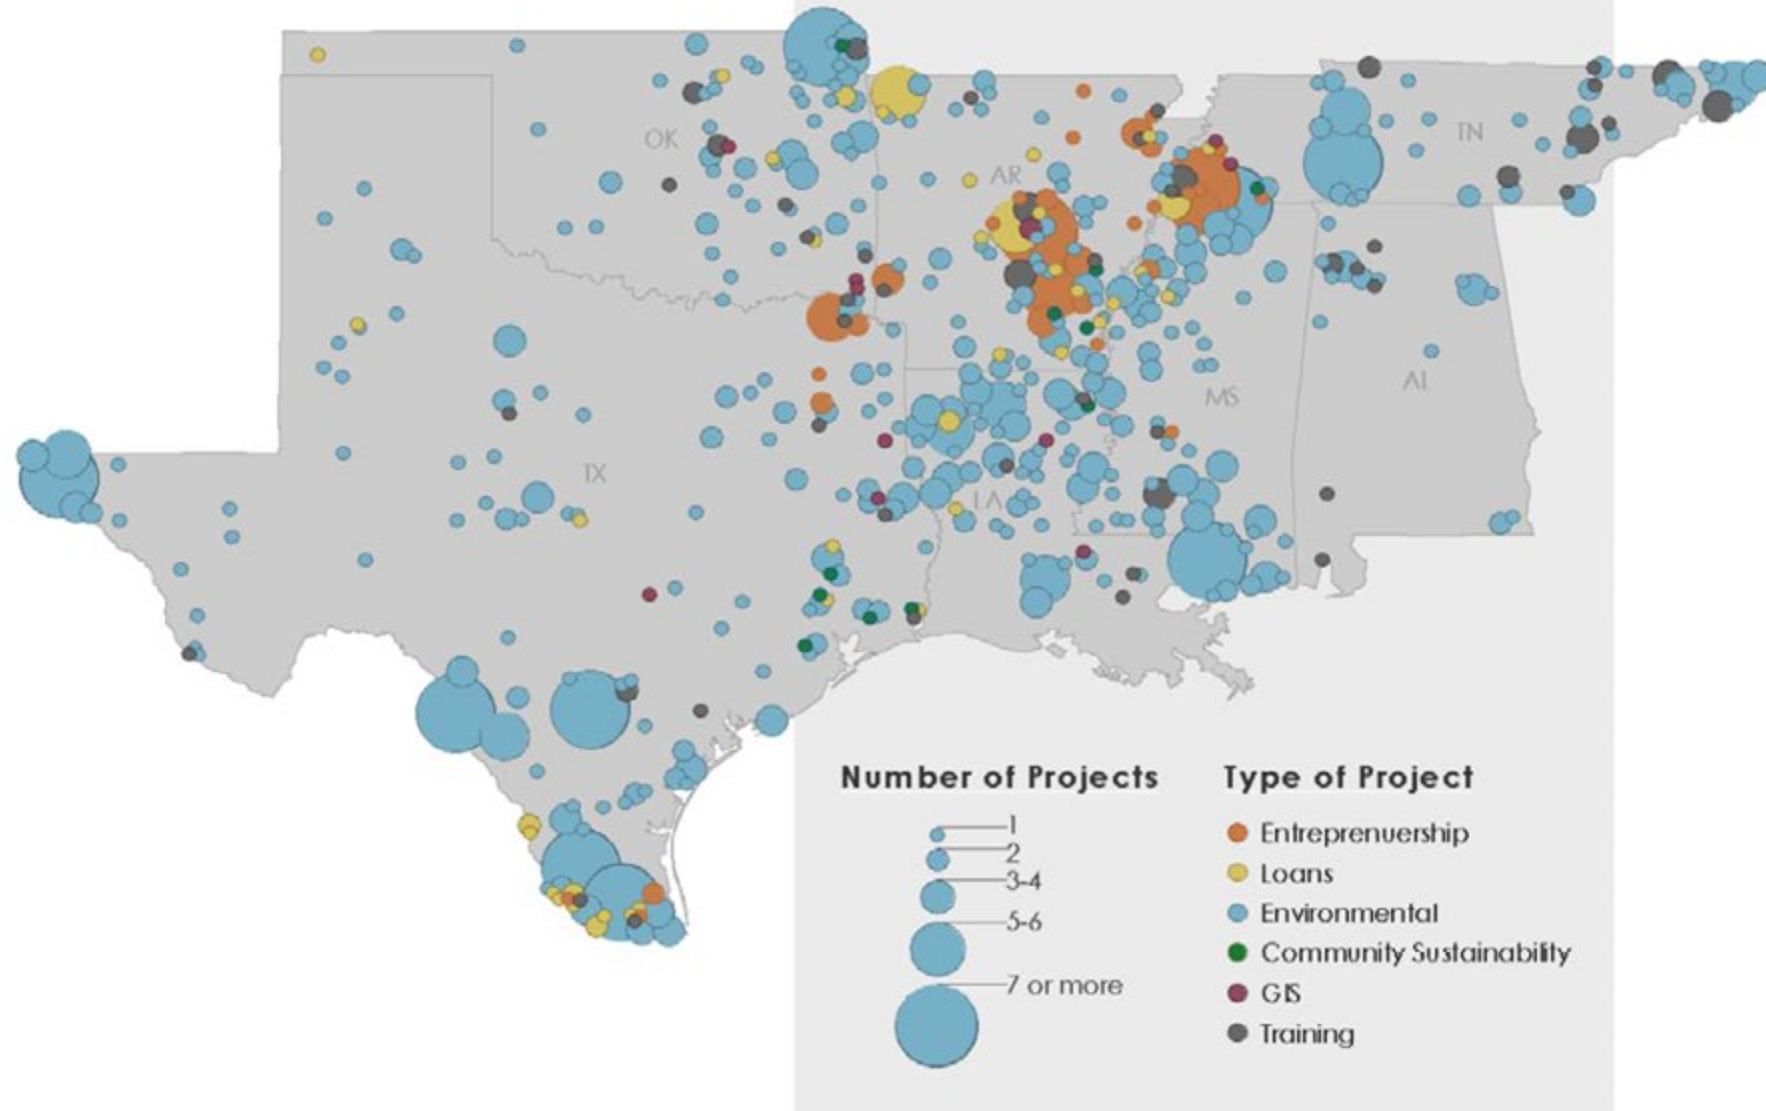 OK
TN
AR
MS
AL
TX
LA
Number of Projects
1
2
3-4
5-6
7 or more
Type of Project
Entreprenuership
Loans
Environmental
Community Sustainability
GIS
Training